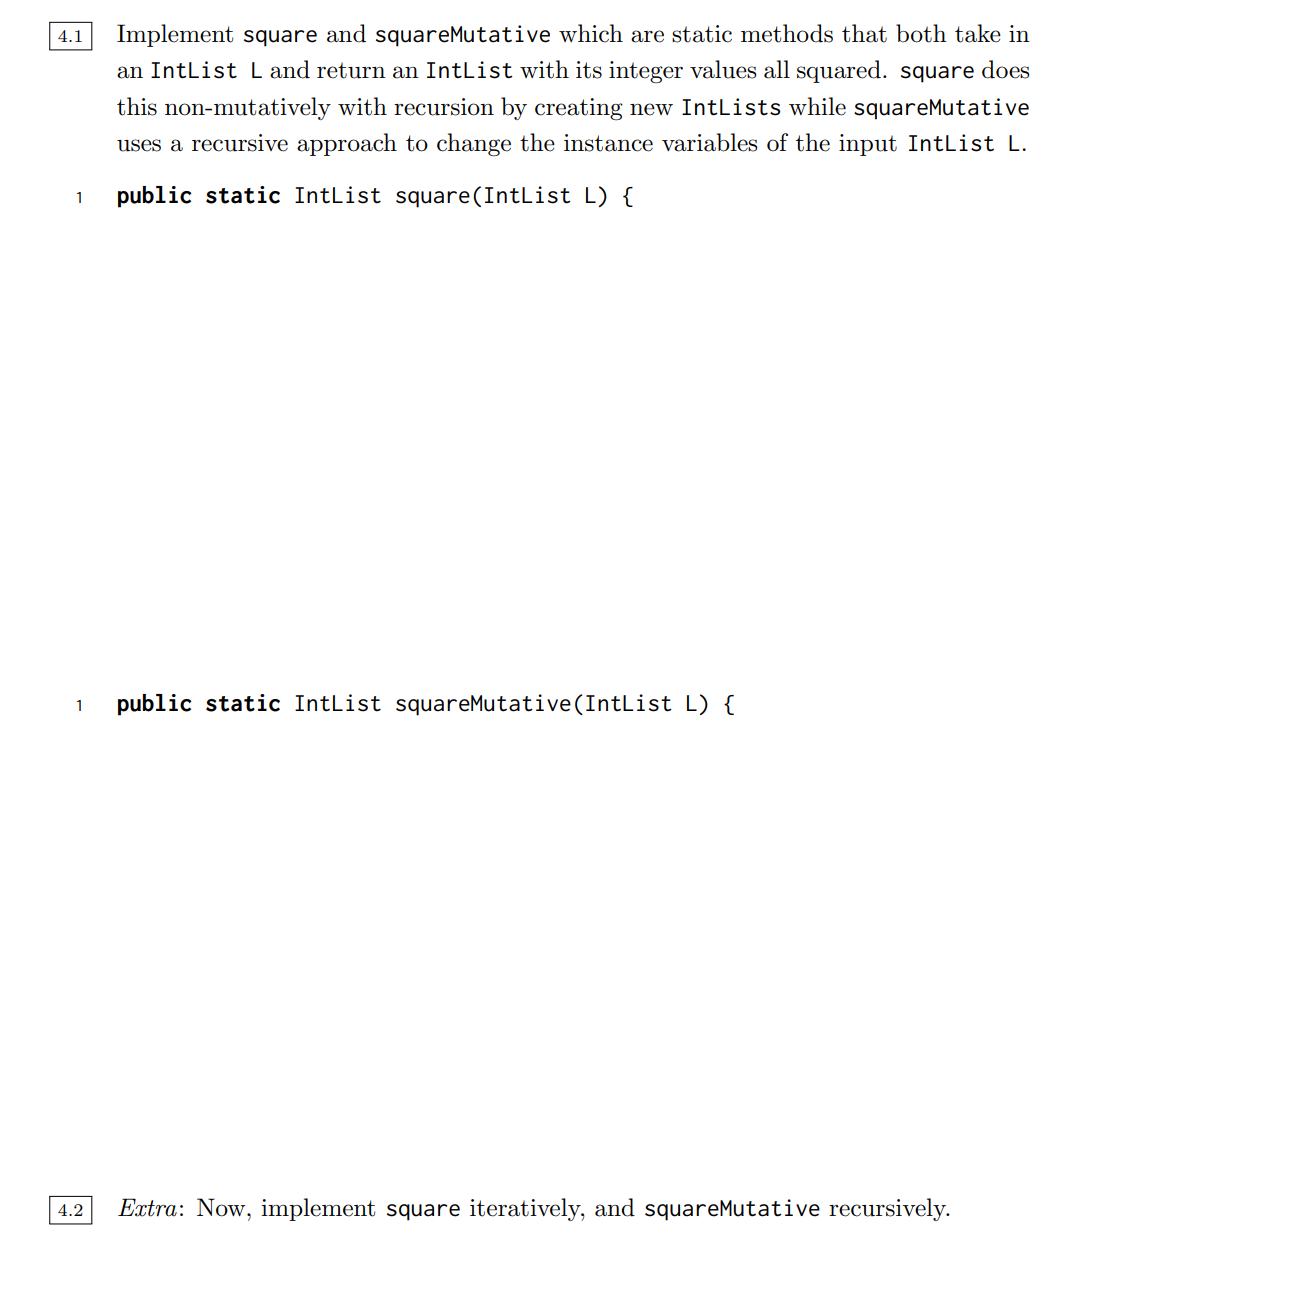 4.1 Implement square and squareMutative which are static methods that both take in
an IntList L and return an IntList with its integer values all squared. square does
this non-mutatively with recursion by creating new IntLists while squareMutative
uses a recursive approach to change the instance variables of the input IntList L.
1 public static IntList square(IntList L) {
1 public static IntList squareMutative(IntList L) {
4.2 Extra: Now, implement square iteratively, and squareMutative recursively.